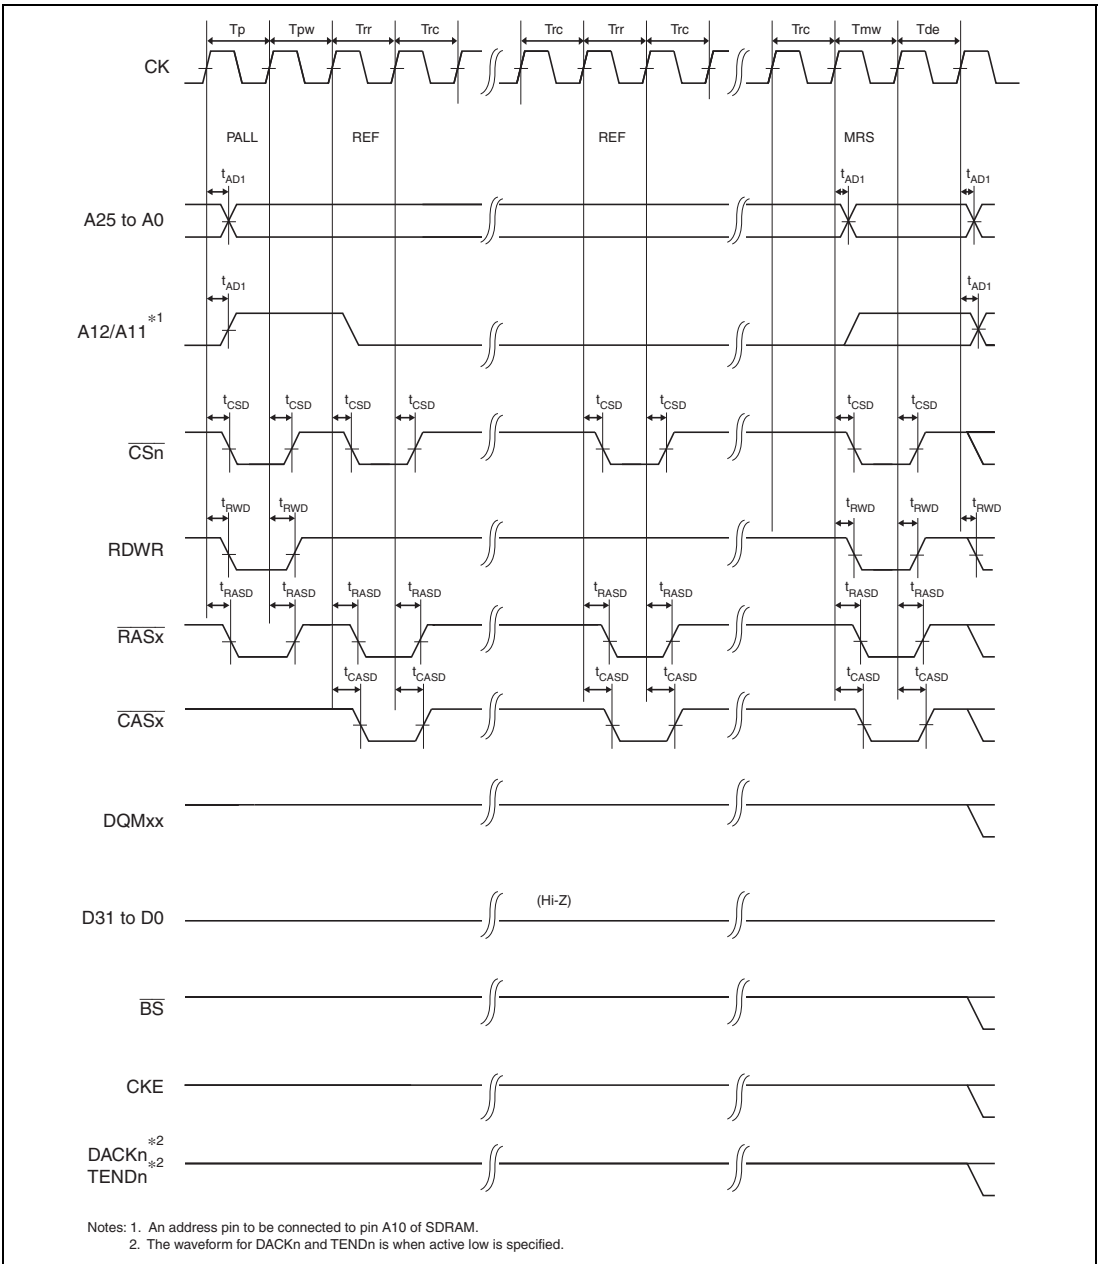 Tp Tpw Trr Trc Trc Trr Trc Trc Tmw Tde
CK
PALL REF REF MRS
tAD1 tAD1 tAD1
A25 to A0
tAD1 tAD1
A12/A11*1
tCSD tCSD tCSD tCSD tCSD tCSD tCSD tCSD
CSn
tRWD tRWD tRWD tRWD tRWD
RDWR
tRASD tRASD tRASD tRASD tRASD tRASD tRASD tRASD
RASx
tCASD tCASD tCASD tCASD tCASD tCASD
CASx
DQMxx
(Hi-Z)
D31 to D0
BS
CKE
DACKn*2
TENDn*2
Notes: 1. An address pin to be connected to pin A10 of SDRAM.
2. The waveform for DACKn and TENDn is when active low is specified.